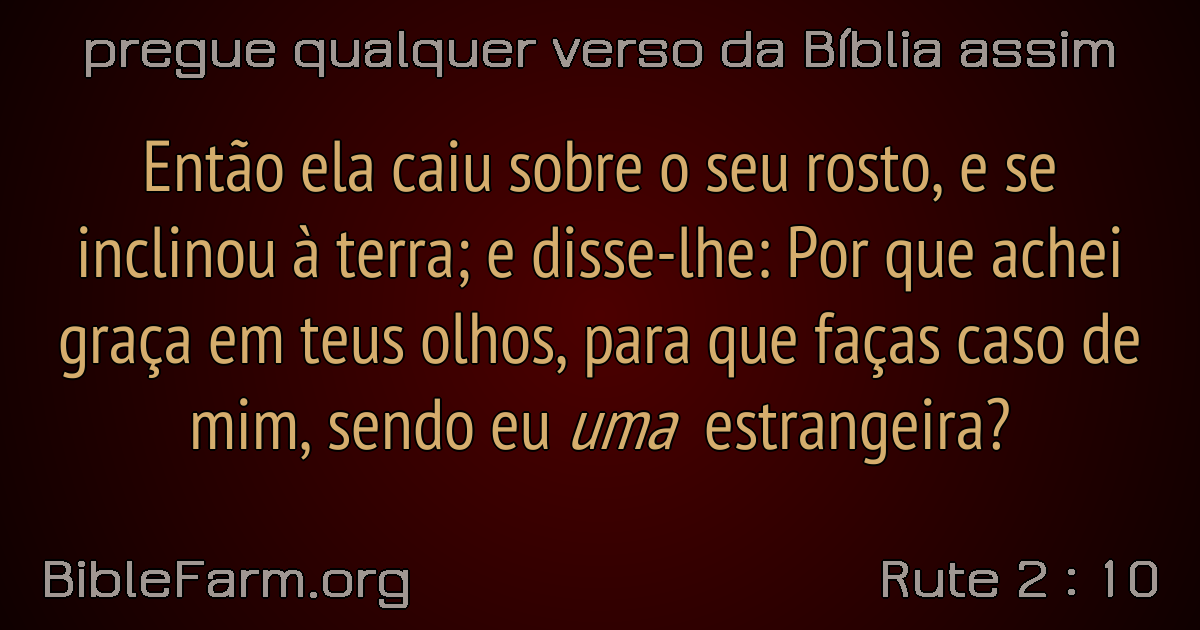 pregue qualquer verso da Bíblia assim
Então ela caiu sobre o seu rosto, e se
inclinou à terra; e disse-lhe: Por que achei
graça em teus olhos, para que faças caso de
mim, sendo eu uma estrangeira?
BibleFarm.org
Rute 2 : 10